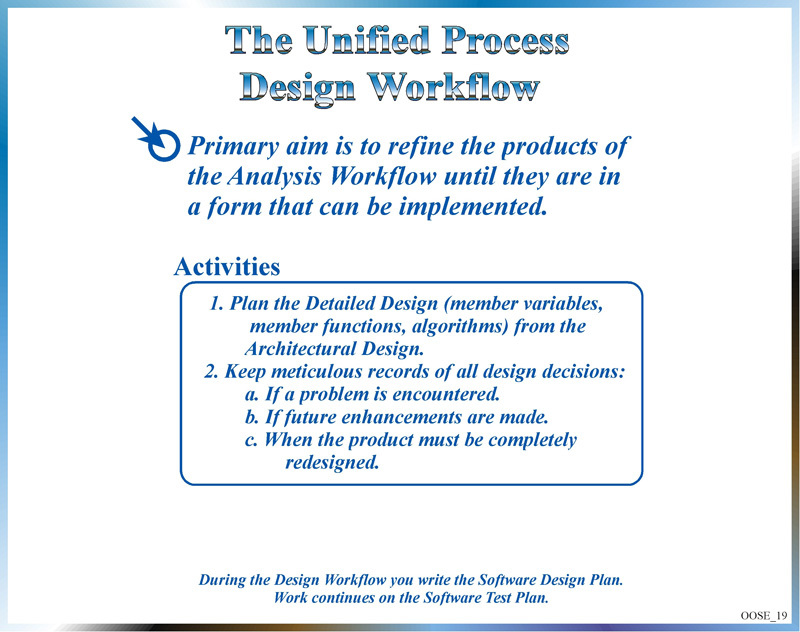 The Unified Process
Design Workflow
Primary aim is to refine the products of
the Analysis Workflow until they are in
a form that can be implemented.
Activities
1. Plan the Detailed Design (member variables,
member functions, algorithms) from the
Architectural Design.
2. Keep meticulous records of all design decisions:
a. If a problem is encountered.
b. If future enhancements are made.
c. When the product must be completely
redesigned.
During the Design Workflow you write the Software Design Plan.
Work continues on the Software Test Plan.
OOSE_19